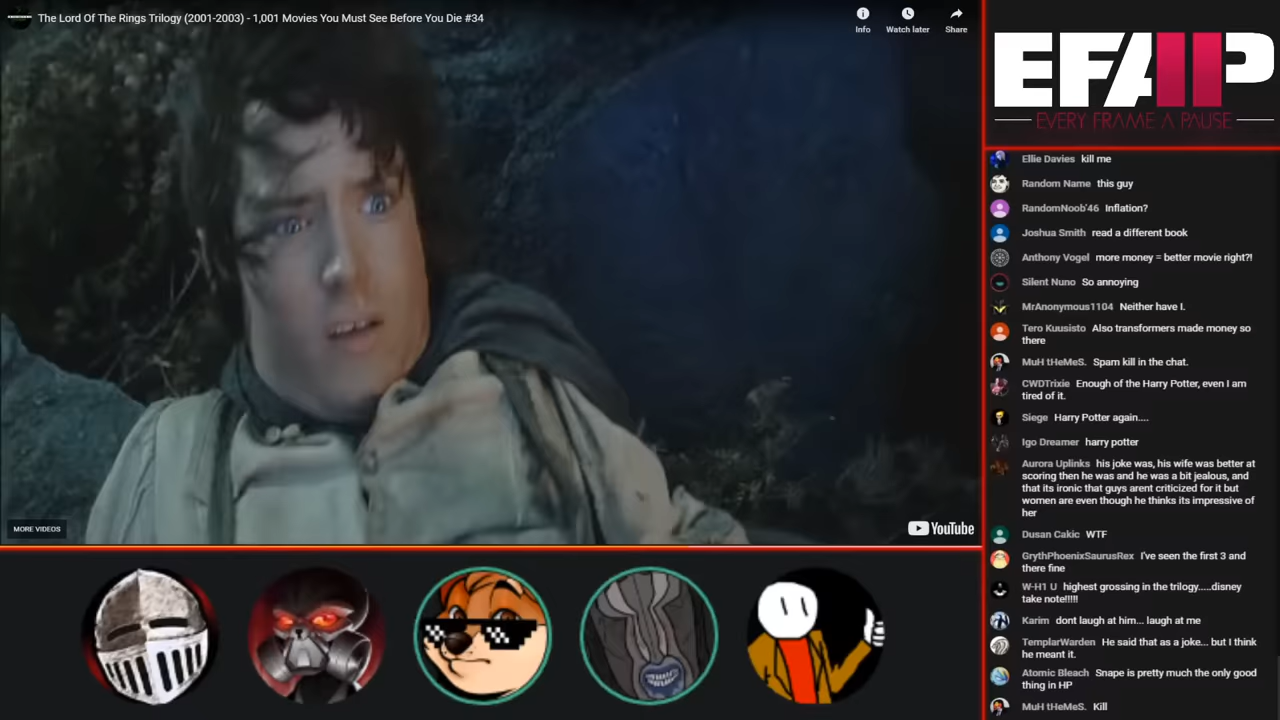 The Lord Of The Rings Trilogy (2001-2003) - 1,001 Movies You Must See Before You Die #34
Info
Watch later
Share
MORE VIDEOS
YouTube
EFAP
EVERY FRAME A PAUSE
Ellie Davies kill me
Random Name this guy
RandomNoob'46 Inflation?
Joshua Smith read a different book
Anthony Vogel more money = better movie right?!
Silent Nuno So annoying
MrAnonymous1104 Neither have I.
Tero Kuusisto Also transformers made money so
there
MuH tHeMeS. Spam kill in the chat.
CWDTrixie Enough of the Harry Potter, even I am
tired of it.
Siege Harry Potter again....
Igo Dreamer harry potter
Aurora Uplinks his joke was, his wife was better at
scoring then he was and he was a bit jealous, and
that its ironic that guys arent criticized for it but
women are even though he thinks its impressive of
her
Dusan Cakic WTF
GrythPhoenixSaurusRex I've seen the first 3 and
there fine
W-H1 U highest grossing in the trilogy.....disney
take note!!!!!
Karim dont laugh at him... laugh at me
TemplarWarden He said that as a joke... but I think
he meant it.
Atomic Bleach Snape is pretty much the only good
thing in HP
MuH tHeMeS. Kill